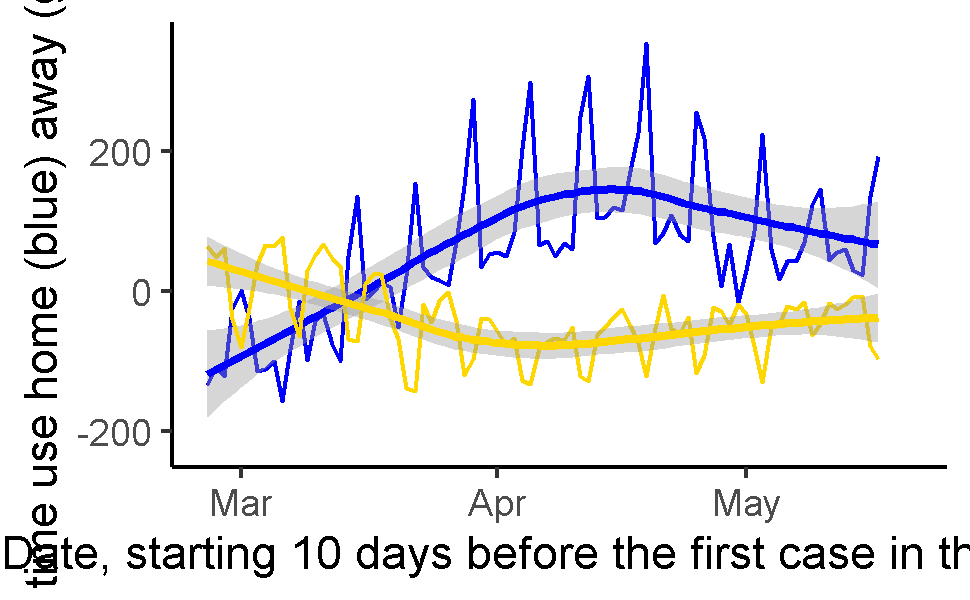 time use home (blue) away (
200
0
-200
Mar Apr May
Date, starting 10 days before the first case in th